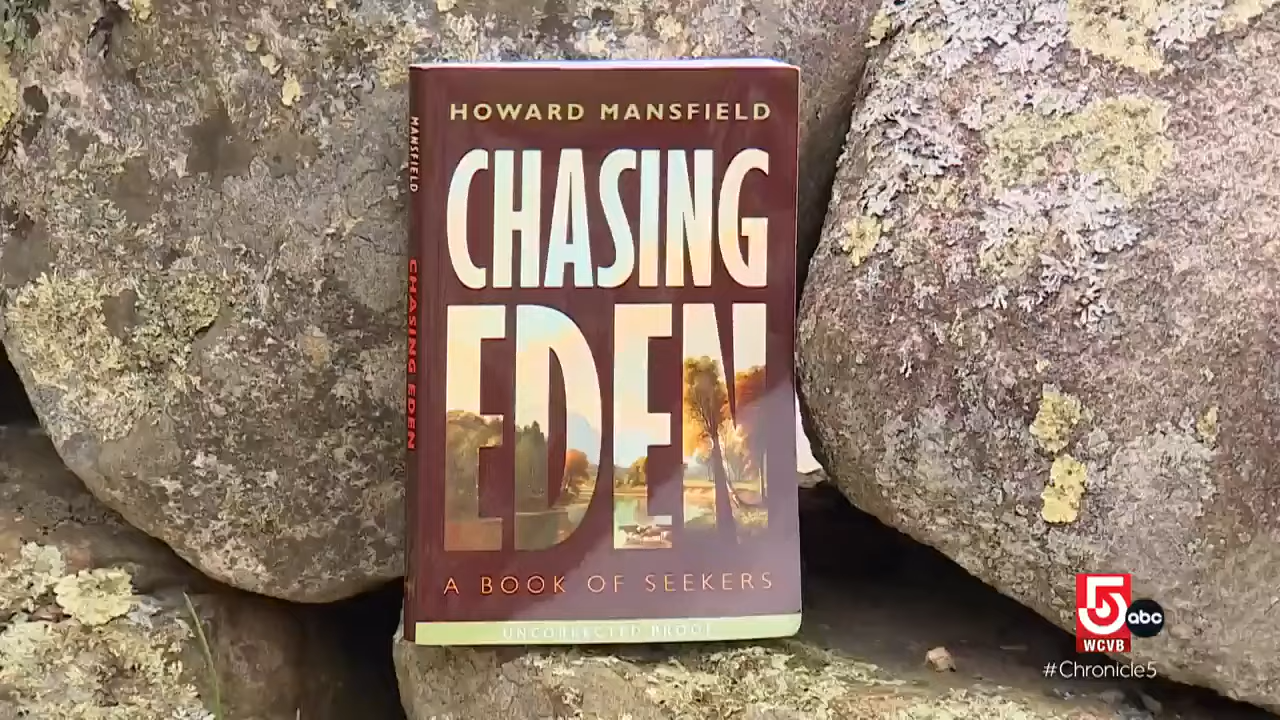 HOWARD MANSFIELD
CHASING
EDEN
A BOOK OF SEEKERS
UNCORRECTED PROOF
MANSFIELD
CHASING EDEN
5
abc
WCVB
#Chronicle5